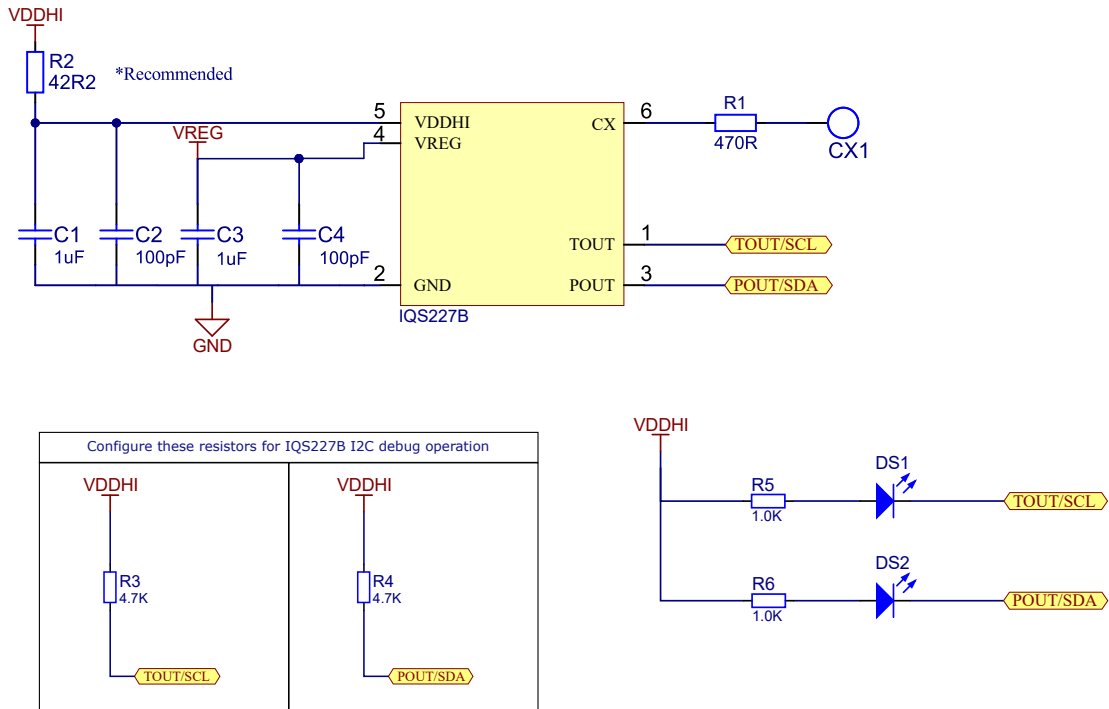 VDDHI
R2
42R2
*Recommended
VREG
C1
1uF
C2
100pF
C3
1uF
C4
100pF
GND
5
4
2
VDDHI
VREG
GND
CX
TOUT
POUT
IQS227B
6
1
3
R1
470R
CX1
TOUT/SCL
POUT/SDA
Configure these resistors for IQS227B I2C debug operation
VDDHI
R3
4.7K
TOUT/SCL
VDDHI
R4
4.7K
POUT/SDA
VDDHI
R5
1.0K
DS1
TOUT/SCL
R6
1.0K
DS2
POUT/SDA